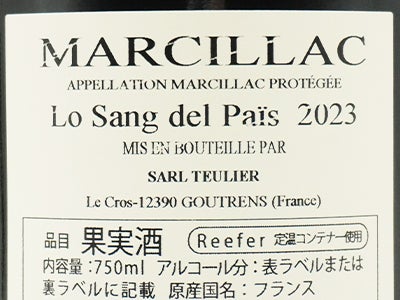 MARCILLAC
APPELLATION MARCILLAC PROTÉGÉE
Lo Sang del Païs 2023
MIS EN BOUTEILLE PAR
SARL TEULIER
Le Cros-12390 GOUTRENS (France)
品目 果実酒 Reefer 定温コンテナー使用
内容量:750ml アルコール分:表ラベルまたは
裏ラベルに記載 原産国名:フランス